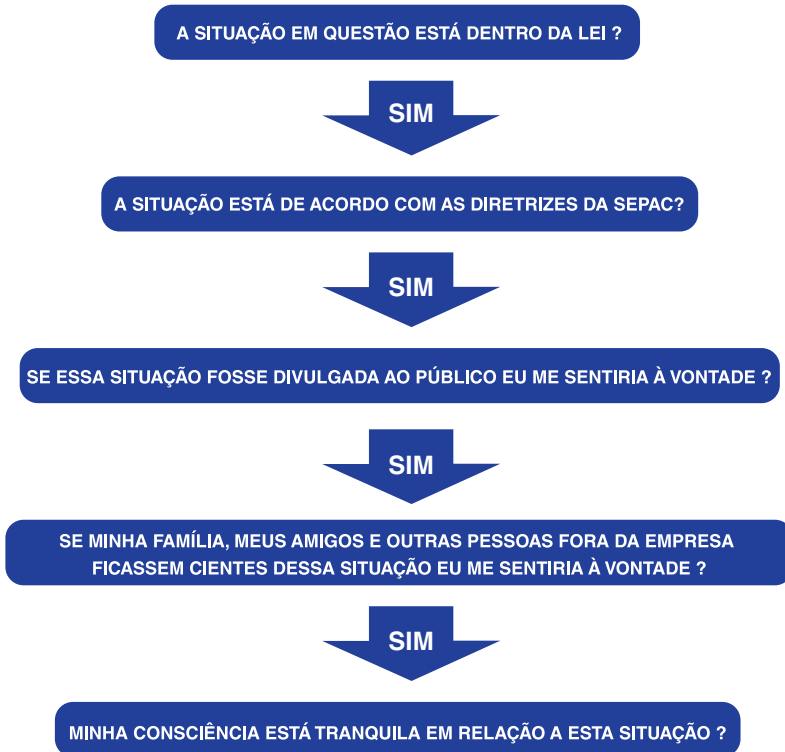 A SITUAÇÃO EM QUESTÃO ESTÁ DENTRO DA LEI ?
SIM
A SITUAÇÃO ESTÁ DE ACORDO COM AS DIRETRIZES DA SEPAC?
SIM
SE ESSA SITUAÇÃO FOSSE DIVULGADA AO PÚBLICO EU ME SENTIRIA À VONTADE ?
SIM
SE MINHA FAMÍLIA, MEUS AMIGOS E OUTRAS PESSOAS FORA DA EMPRESA
FICASSEM CIENTES DESSA SITUAÇÃO EU ME SENTIRIA À VONTADE ?
SIM
MINHA CONSCIÊNCIA ESTÁ TRANQUILA EM RELAÇÃO A ESTA SITUAÇÃO ?